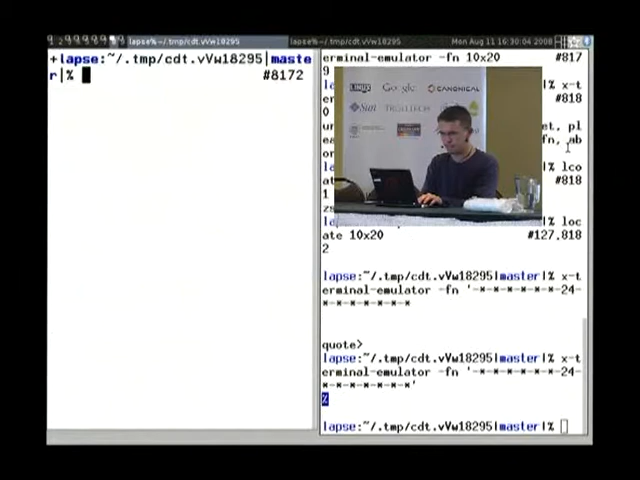 lapse%~/.tmp/cdt.vVw18295
lapse%~/.tmp/cdt.vVw18295
Mon Aug 11 16:30:04 2008
+lapse:~/.tmp/cdt.vVw18295|maste
r|% #8172
erminal-emulator -fn 10x20 #817
9
% x-t
#818
0
et, pl
fn,
% lco
#818
1
% loc
ate 10x20 #127,818
2
LINUX
Google
CANONICAL
Sun
lapse:~/.tmp/cdt.vVw18295|master|% x-t
erminal-emulator -fn '-*-*-*-*-*-*-24-
*-*-*-*-*-*-*
quote>
lapse:~/.tmp/cdt.vVw18295|master|% x-t
erminal-emulator -fn '-*-*-*-*-*-*-24-
*-*-*-*-*-*-*'
%
lapse:~/.tmp/cdt.vVw18295|master|%